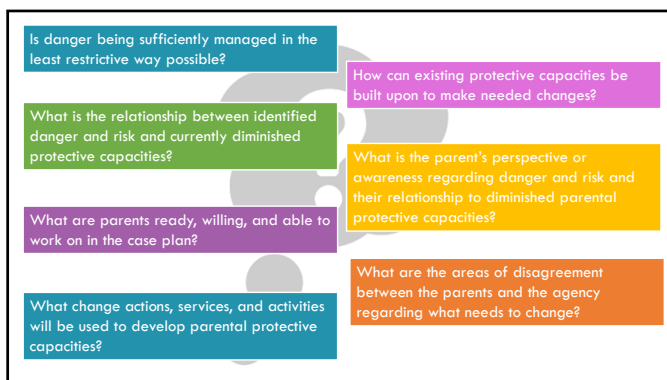 Is danger being sufficiently managed in the
least restrictive way possible?
How can existing protective capacities be
built upon to make needed changes?
What is the relationship between identified
danger and risk and currently diminished
protective capacities?
What is the parent's perspective or
awareness regarding danger and risk and
their relationship to diminished parental
protective capacities?
What are parents ready, willing, and able to
work on in the case plan?
What are the areas of disagreement
between the parents and the agency
regarding what needs to change?
What change actions, services, and activities
will be used to develop parental protective
capacities?